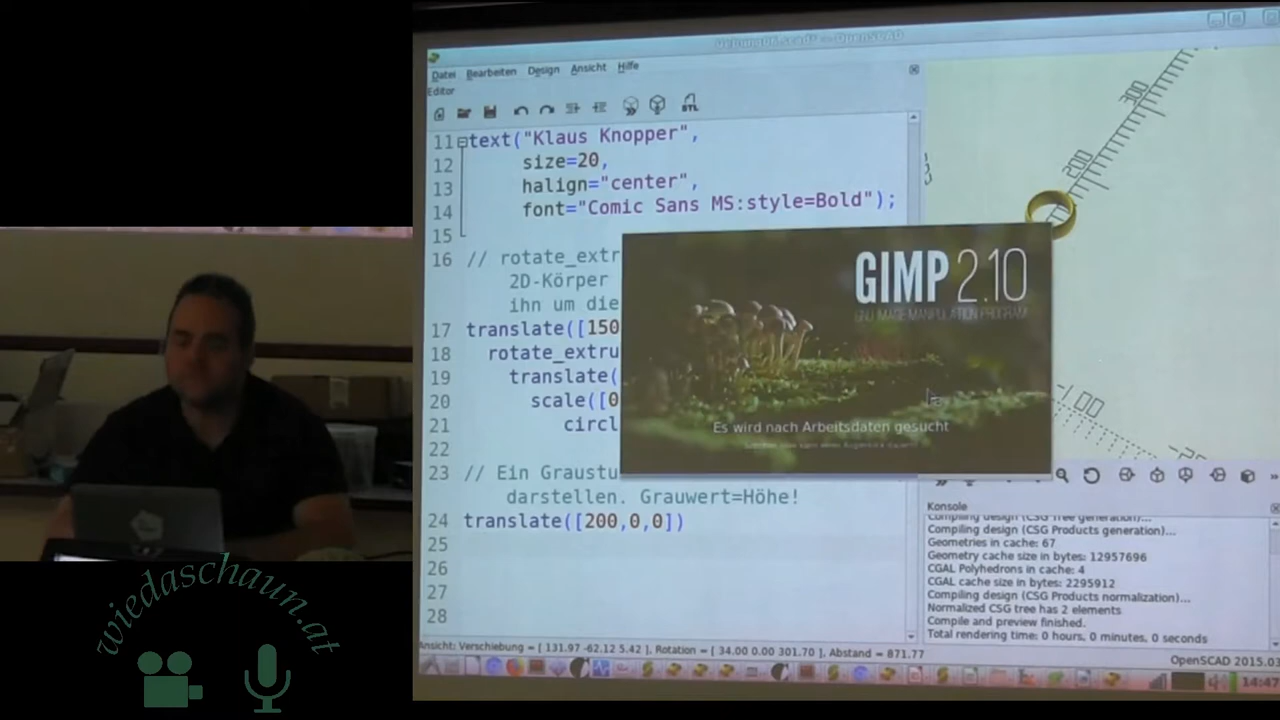 OpenSCAD
Datei Bearbeiten Design Ansicht Hilfe
Editor
STL
11 text("Klaus Knopper",
12 size=20,
13 halign="center",
14 font="Comic Sans MS:style=Bold");
15
16 // rotate_extr
2D-Körper
ihn um die
17 translate([150
18 rotate_extru
19 translate(
20 scale([0
21 circl
22
23 // Ein Graustu
darstellen. Grauwert=Höhe!
24 translate([200,0,0])
25
26
27
28
300
200
GIMP 2.10
GNU IMAGE MANIPULATION PROGRAM
Es wird nach Arbeitsdaten gesucht
-100
Konsole
Compiling design (CSG Tree generation)...
Compiling design (CSG Products generation)...
Geometries in cache: 67
Geometry cache size in bytes: 12957696
CGAL Polyhedrons in cache: 4
CGAL cache size in bytes: 2295912
Compiling design (CSG Products normalization)...
Normalized CSG tree has 2 elements
Compile and preview finished.
Total rendering time: 0 hours, 0 minutes, 0 seconds
Ansicht: Verschiebung = [ 131.97 -62.12 5.42 ], Rotation = [ 34.00 0.00 301.70 ], Abstand = 871.77
OpenSCAD 2015.03
14:47
wiedaschaun.at